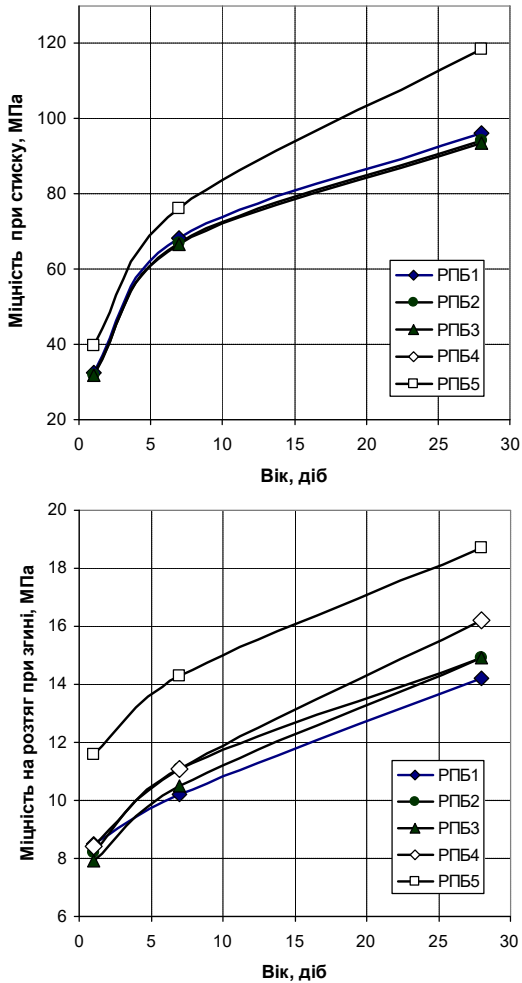 120
100
80
60
40
20
Міцність при стиску, МПа
РПБ1
РПБ2
РПБ3
РПБ4
РПБ5
0 5 10 15 20 25 30
Вік, діб
20
18
16
14
12
10
8
6
Міцність на розтяг при згині, МПа
РПБ1
РПБ2
РПБ3
РПБ4
РПБ5
0 5 10 15 20 25 30
Вік, діб